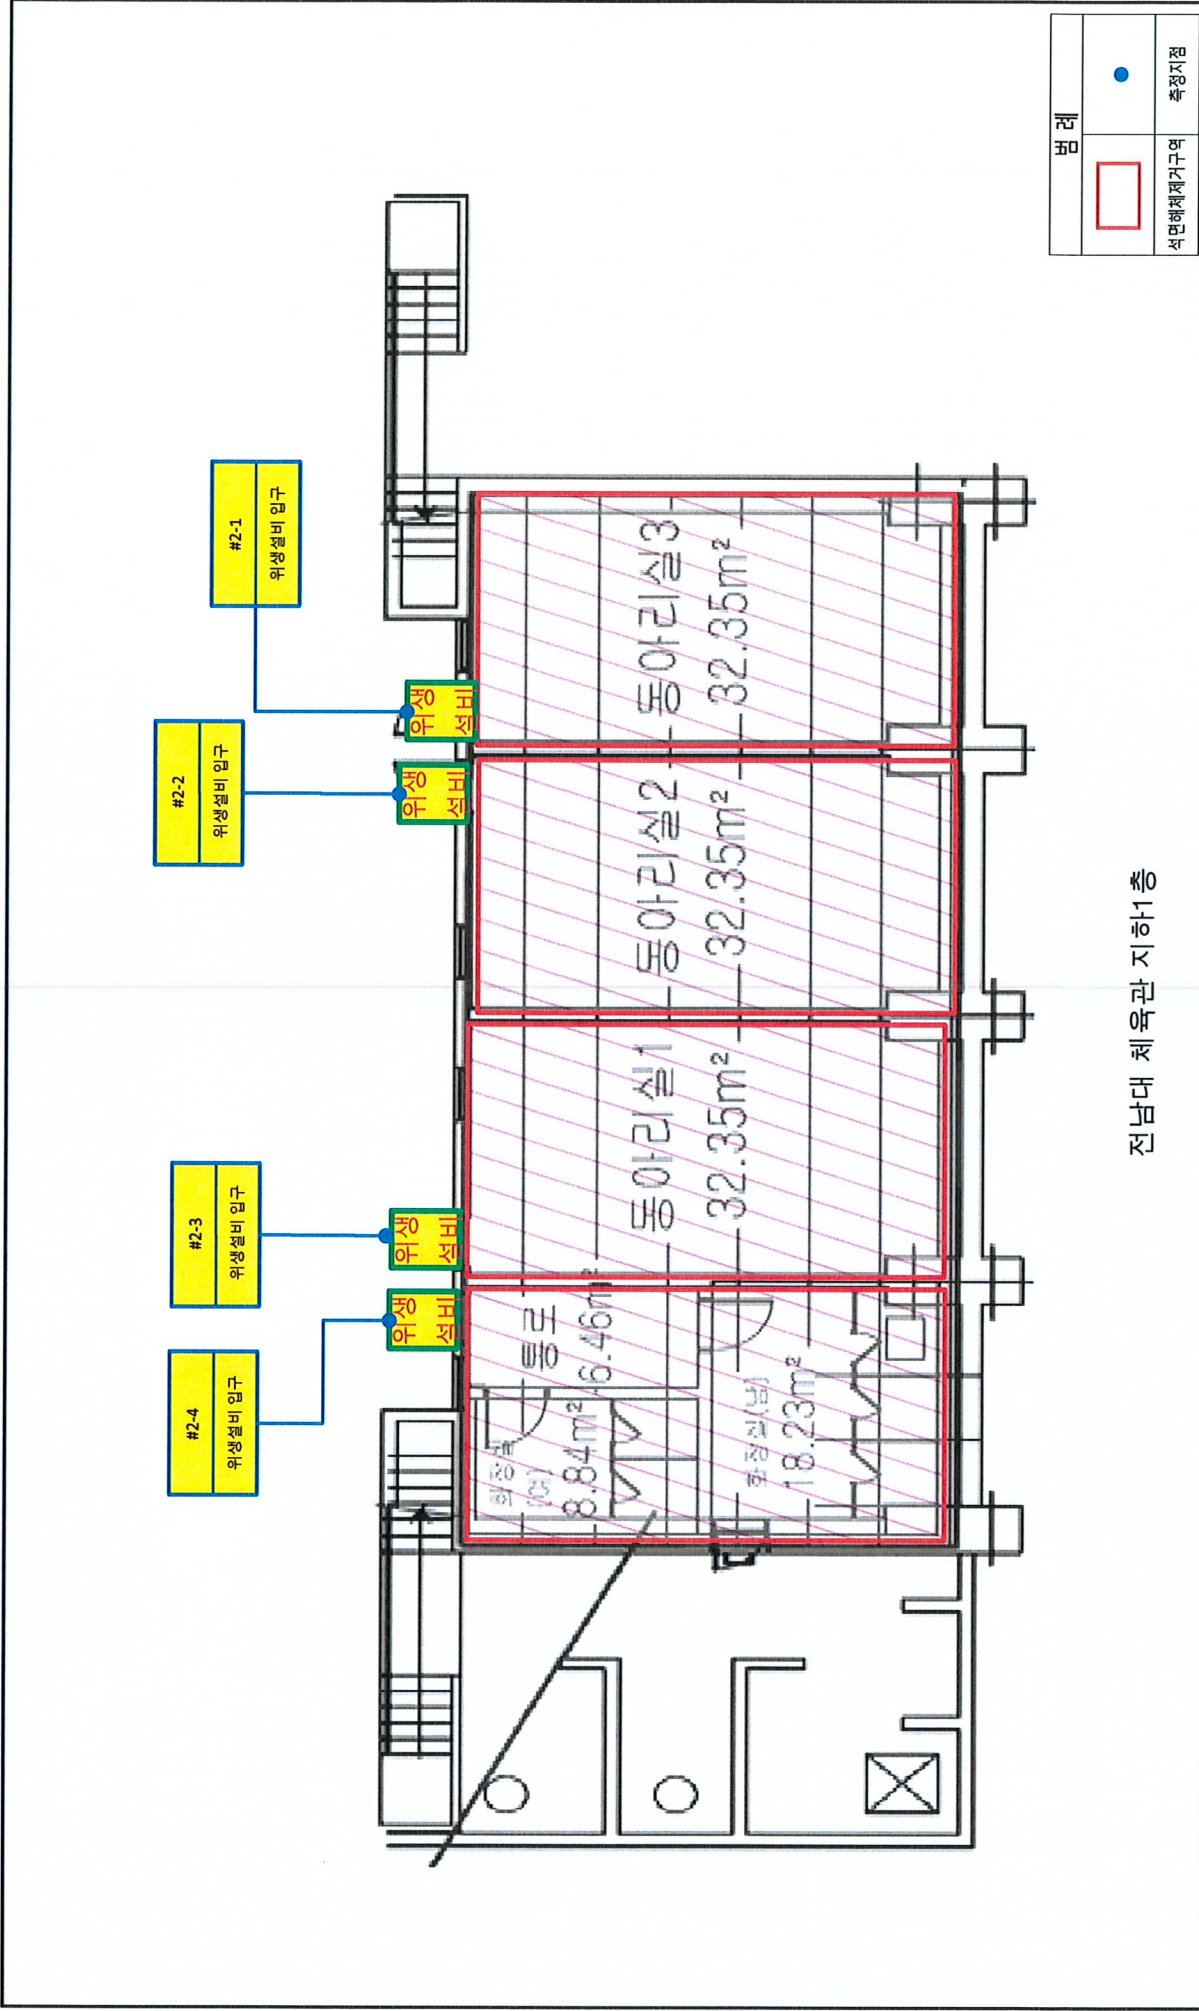 #2-4
위생설비 입구
#2-3
위생설비 입구
#2-2
위생설비 입구
#2-1
위생설비 입구
위생
설비
위생
설비
위생
설비
위생
설비
화장실
(여)
8.84m²
통로
6.46m²
화장실(남)
18.23m²
동아리실1
32.35m²
동아리실2
32.35m²
동아리실3
32.35m²
전남대 체육관 지하1층
범 례
석면해체제거구역
측정지점